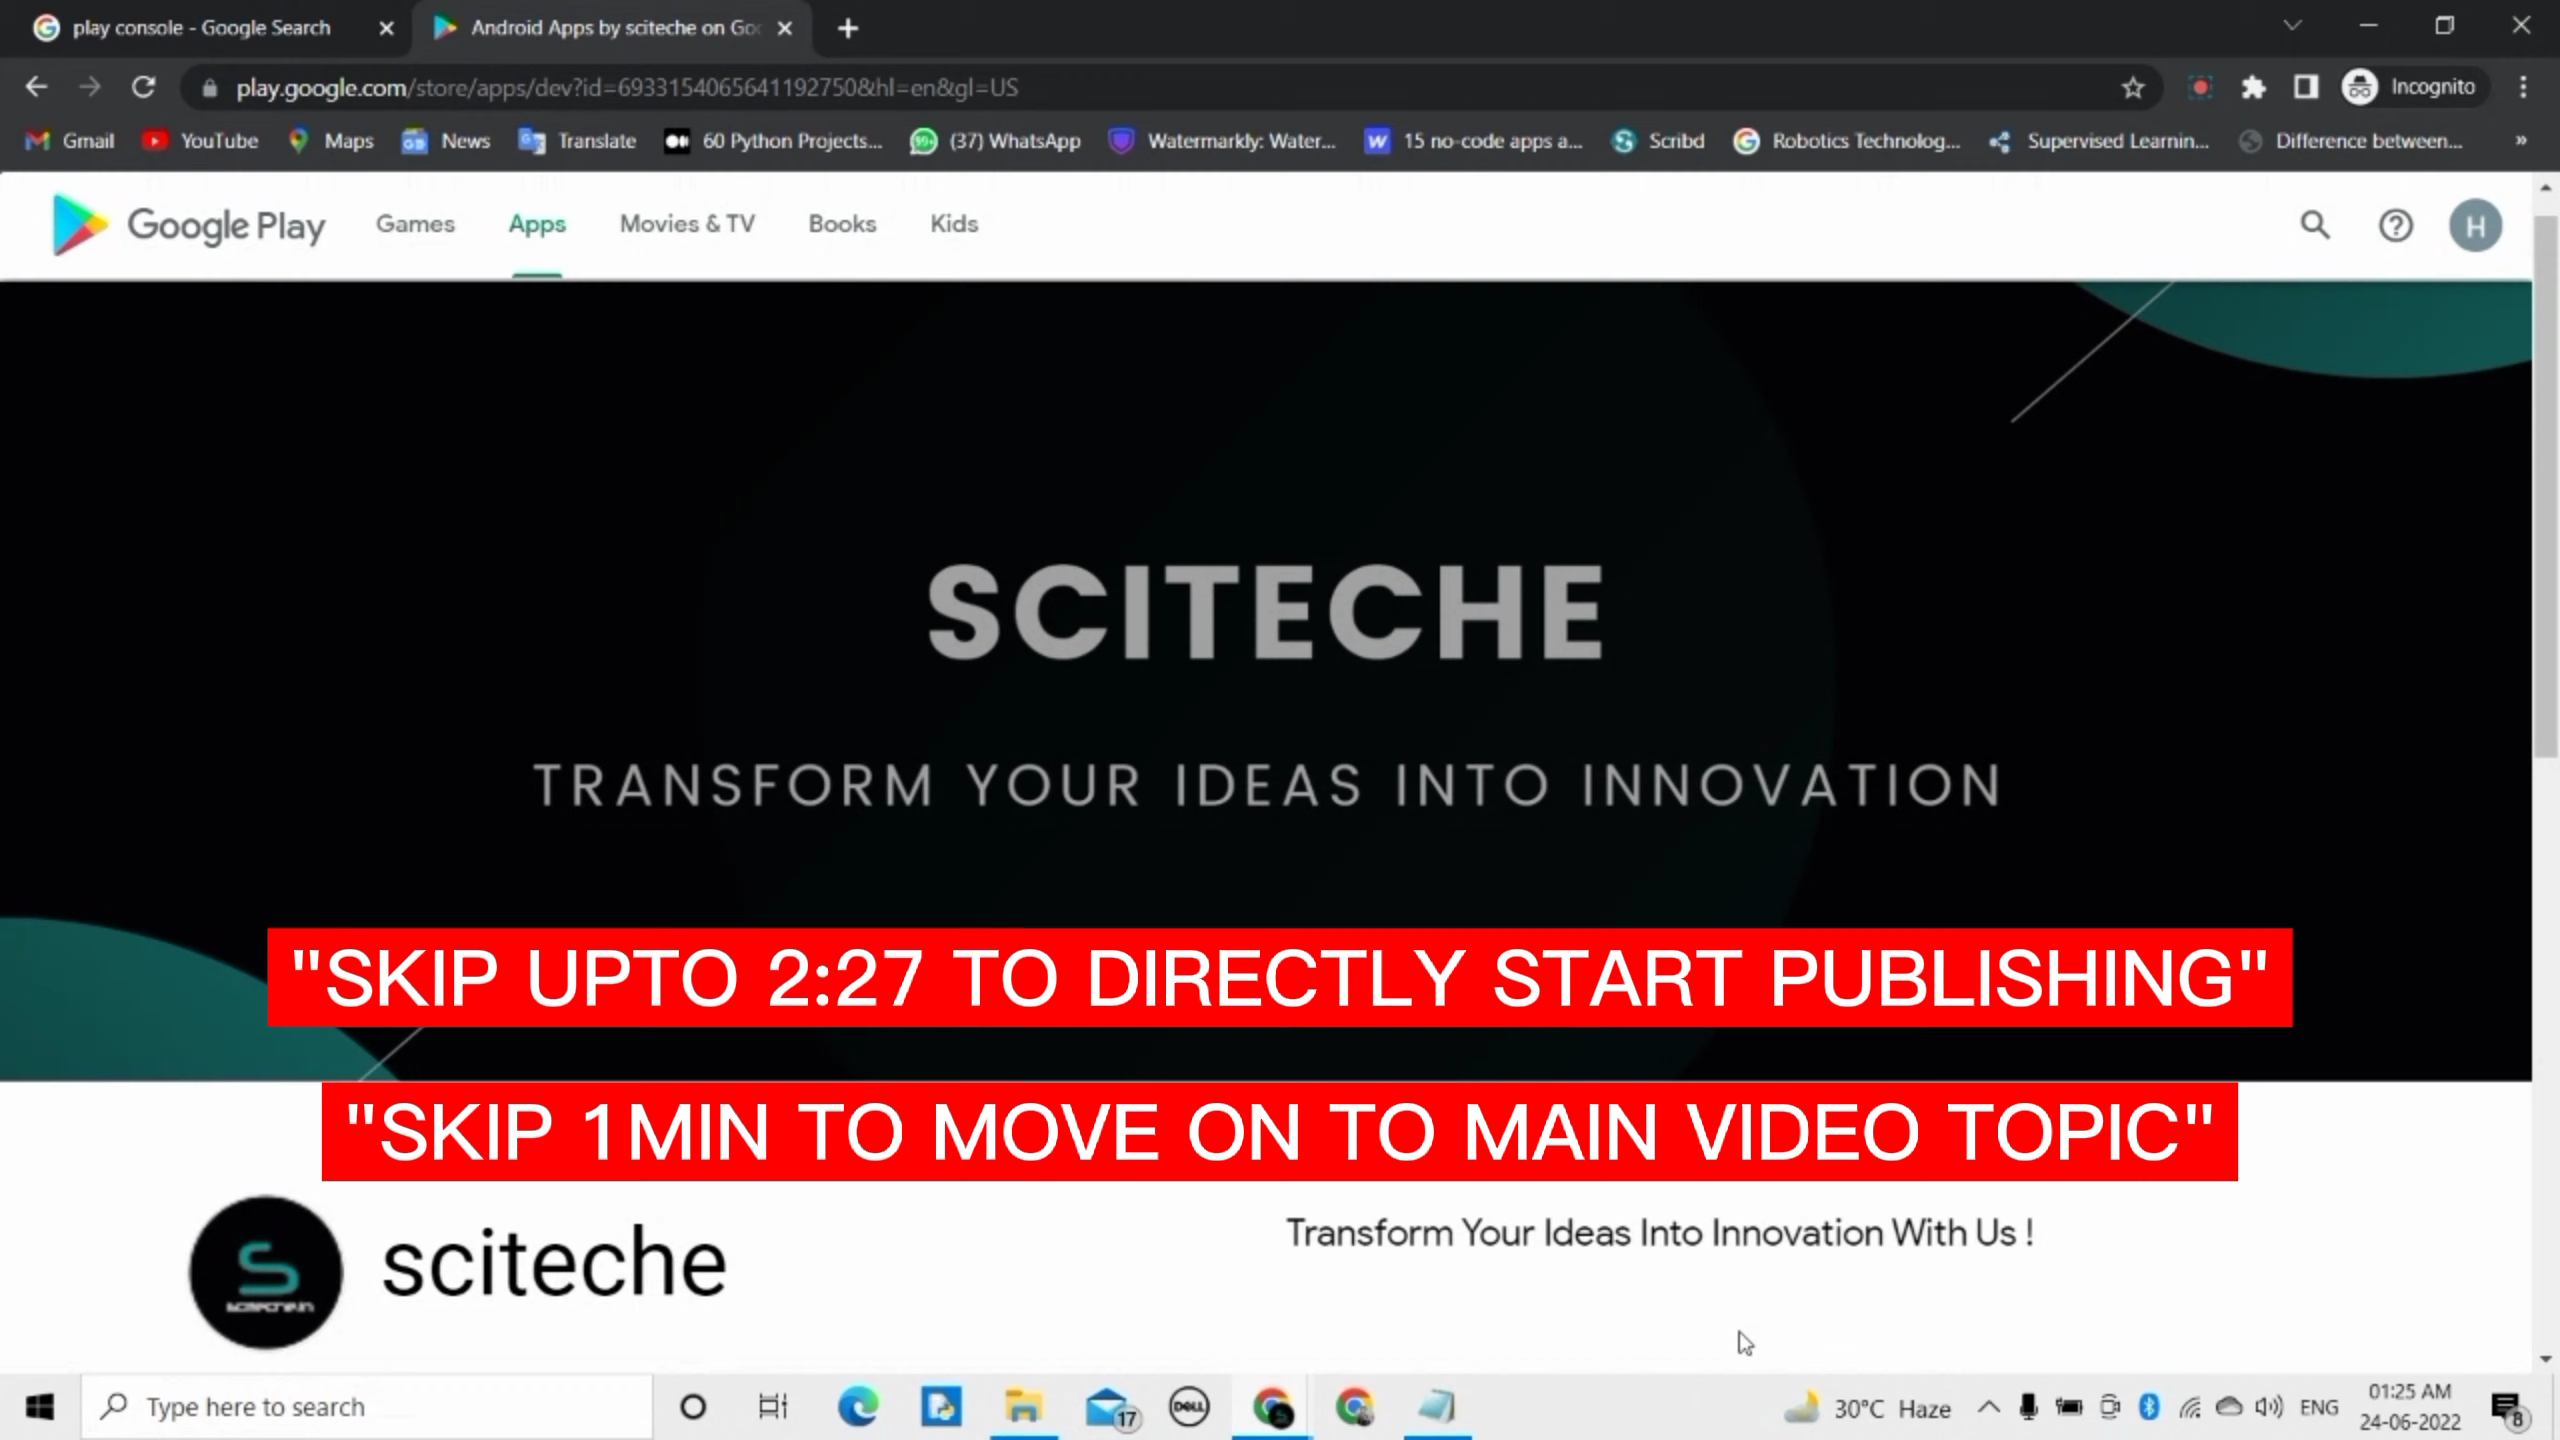 play console - Google Search
Android Apps by sciteche on Goo
play.google.com/store/apps/dev?id=6933154065641192750&hl=en&gl=US
Incognito
Gmail YouTube Maps News Translate 60 Python Projects... (37) WhatsApp Watermarkly: Water... 15 no-code apps a... Scribd Robotics Technolog... Supervised Learnin... Difference between... »
Google Play Games Apps Movies & TV Books Kids
H
SCITECHE
TRANSFORM YOUR IDEAS INTO INNOVATION
"SKIP UPTO 2:27 TO DIRECTLY START PUBLISHING"
"SKIP 1MIN TO MOVE ON TO MAIN VIDEO TOPIC"
sciteche
Transform Your Ideas Into Innovation With Us !
Type here to search
17
DELL
30°C Haze
ENG
01:25 AM
24-06-2022
8